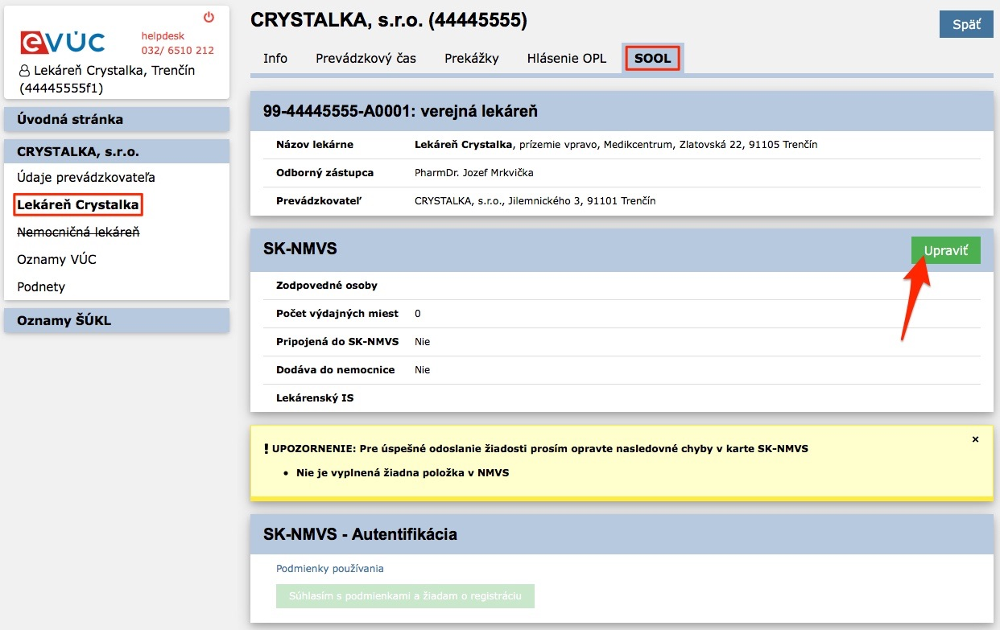 eVÚC
helpdesk
032/ 6510 212
Lekáreň Crystalka, Trenčín
(44445555f1)
Úvodná stránka
CRYSTALKA, s.r.o.
Údaje prevádzkovateľa
Lekáreň Crystalka
Nemocničná lekáreň
Oznamy VÚC
Podnety
Oznamy ŠÚKL
CRYSTALKA, s.r.o. (44445555)
Späť
Info Prevádzkový čas Prekážky Hlásenie OPL SOOL
99-44445555-A0001: verejná lekáreň
Názov lekárne Lekáreň Crystalka, prízemie vpravo, Medikcentrum, Zlatovská 22, 91105 Trenčín
Odborný zástupca PharmDr. Jozef Mrkvička
Prevádzkovateľ CRYSTALKA, s.r.o., Jilemnického 3, 91101 Trenčín
SK-NMVS
Upraviť
Zodpovedné osoby
Počet výdajných miest 0
Pripojená do SK-NMVS Nie
Dodáva do nemocnice Nie
Lekárenský IS
! UPOZORNENIE: Pre úspešné odoslanie žiadosti prosím opravte nasledovné chyby v karte SK-NMVS ×
• Nie je vyplnená žiadna položka v NMVS
SK-NMVS - Autentifikácia
Podmienky používania
Súhlasím s podmienkami a žiadam o registráciu